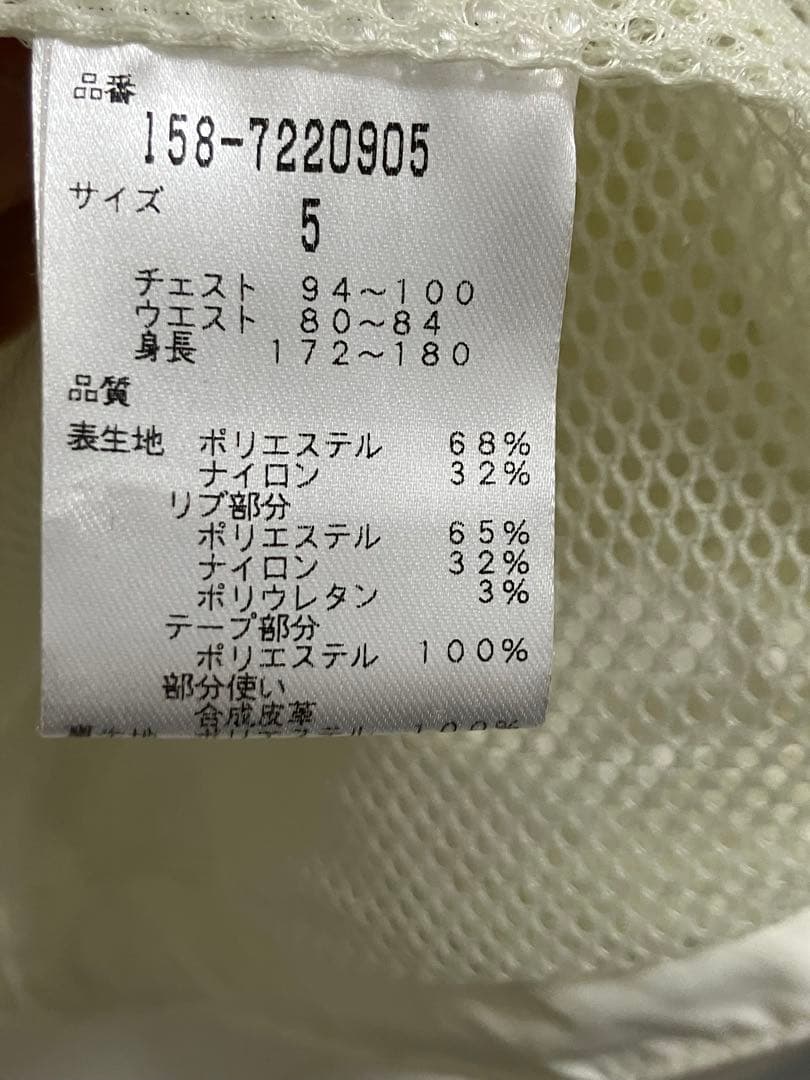 品番
158-7220905
サイズ
5
チェスト 94～100
ウエスト 80～84
身長 172～180
品質
表生地 ポリエステル 68%
ナイロン 32%
リブ部分
ポリエステル 65%
ナイロン 32%
ポリウレタン 3%
テープ部分
ポリエステル 100%
部分使い
合成皮革